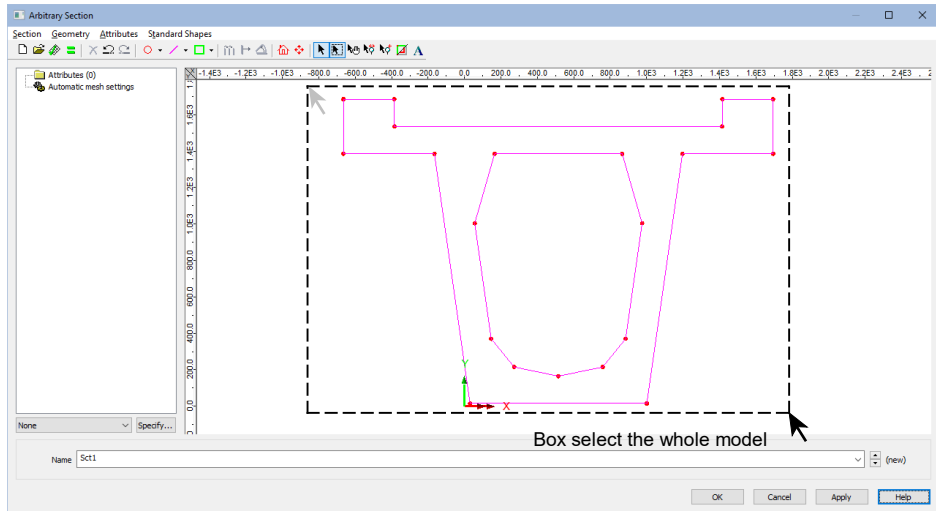 Arbitrary Section
Section Geometry Attributes Standard Shapes
A
Attributes (0)
Automatic mesh settings
-1.4E3 -1.2E3 -1.0E3 -800.0 -600.0 -400.0 -200.0 0.0 200.0 400.0 600.0 800.0 1.0E3 1.2E3 1.4E3 1.6E3 1.8E3 2.0E3 2.2E3 2.4E3
1.6E3
1.4E3
1.2E3
1.0E3
800.0
600.0
400.0
200.0
0.0
Y
X
None Specify...
Box select the whole model
Name Sct1 (new)
OK Cancel Apply Help